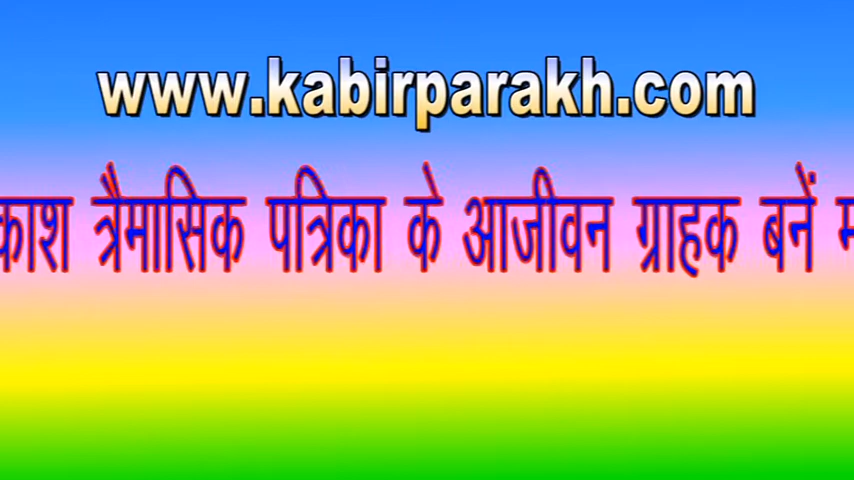 www.kabirparakh.com
काश त्रैमासिक पत्रिका के आजीवन ग्राहक बनें